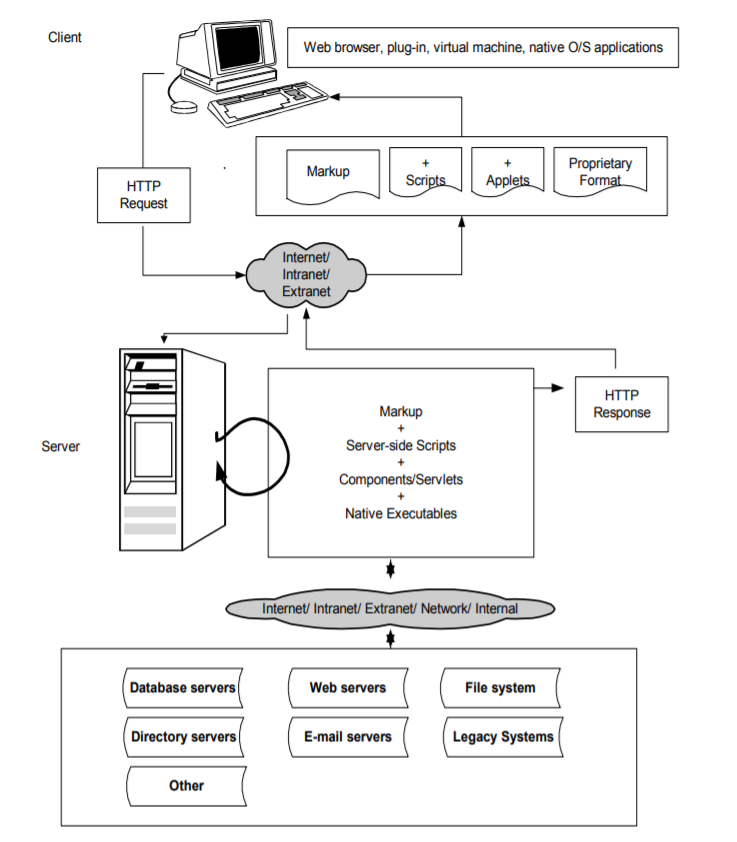 Client
Web browser, plug-in, virtual machine, native O/S applications
Markup
+
Scripts
+
Applets
Proprietary
Format
HTTP
Request
Internet/
Intranet/
Extranet
HTTP
Response
Server
Markup
+
Server-side Scripts
+
Components/Servlets
+
Native Executables
Internet/ Intranet/ Extranet/ Network/ Internal
Database servers
Web servers
File system
Directory servers
E-mail servers
Legacy Systems
Other